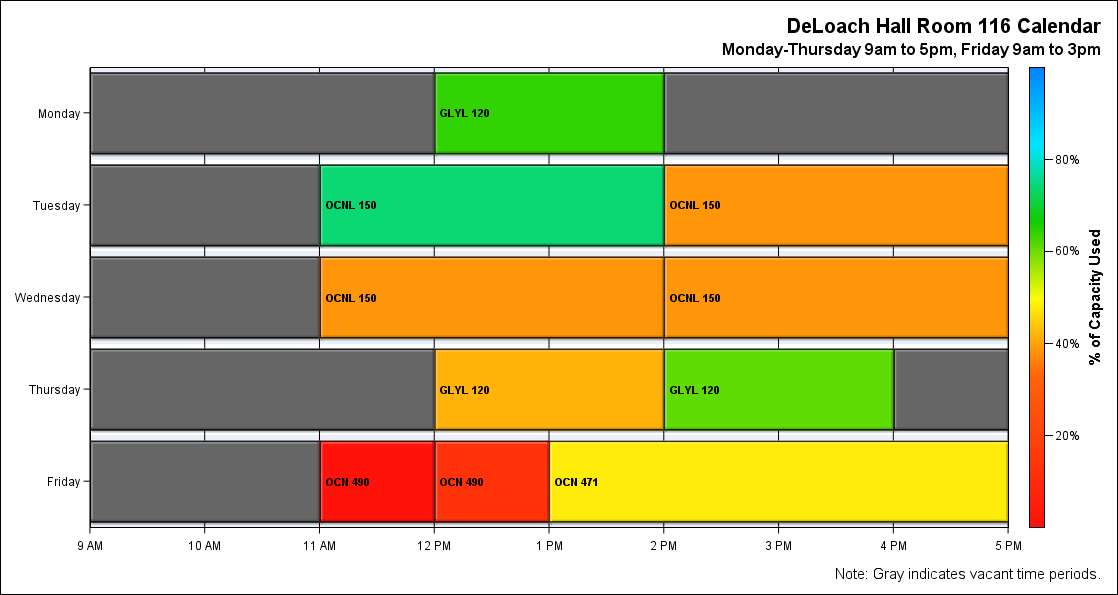 DeLoach Hall Room 116 Calendar
Monday-Thursday 9am to 5pm, Friday 9am to 3pm
Monday
GLYL 120
Tuesday
OCNL 150
OCNL 150
80%
Wednesday
OCNL 150
OCNL 150
60%
% of Capacity Used
40%
Thursday
GLYL 120
GLYL 120
20%
Friday
OCN 490
OCN 490
OCN 471
9 AM
10 AM
11 AM
12 PM
1 PM
2 PM
3 PM
4 PM
5 PM
Note: Gray indicates vacant time periods.